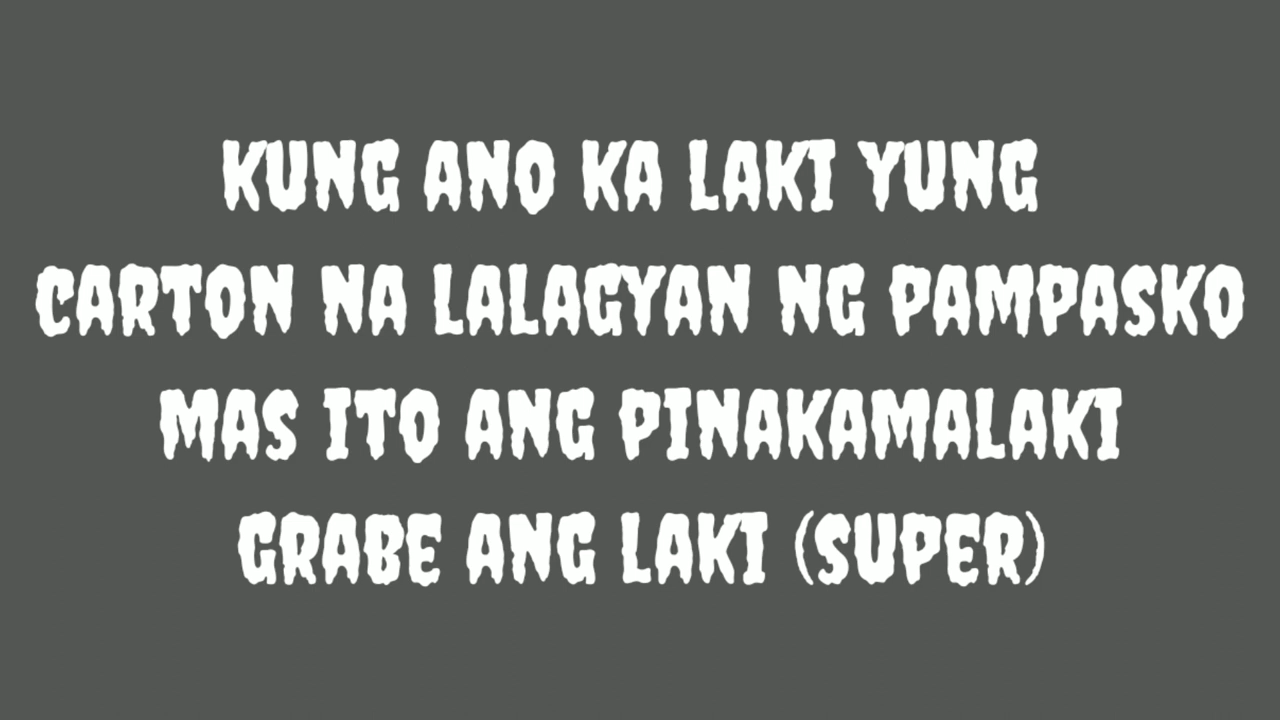 KUNG ANO KA LAKI YUNG
CARTON NA LALAGYAN NG PAMPASKO
MAS ITO ANG PINAKAMALAKI
GRABE ANG LAKI (SUPER)